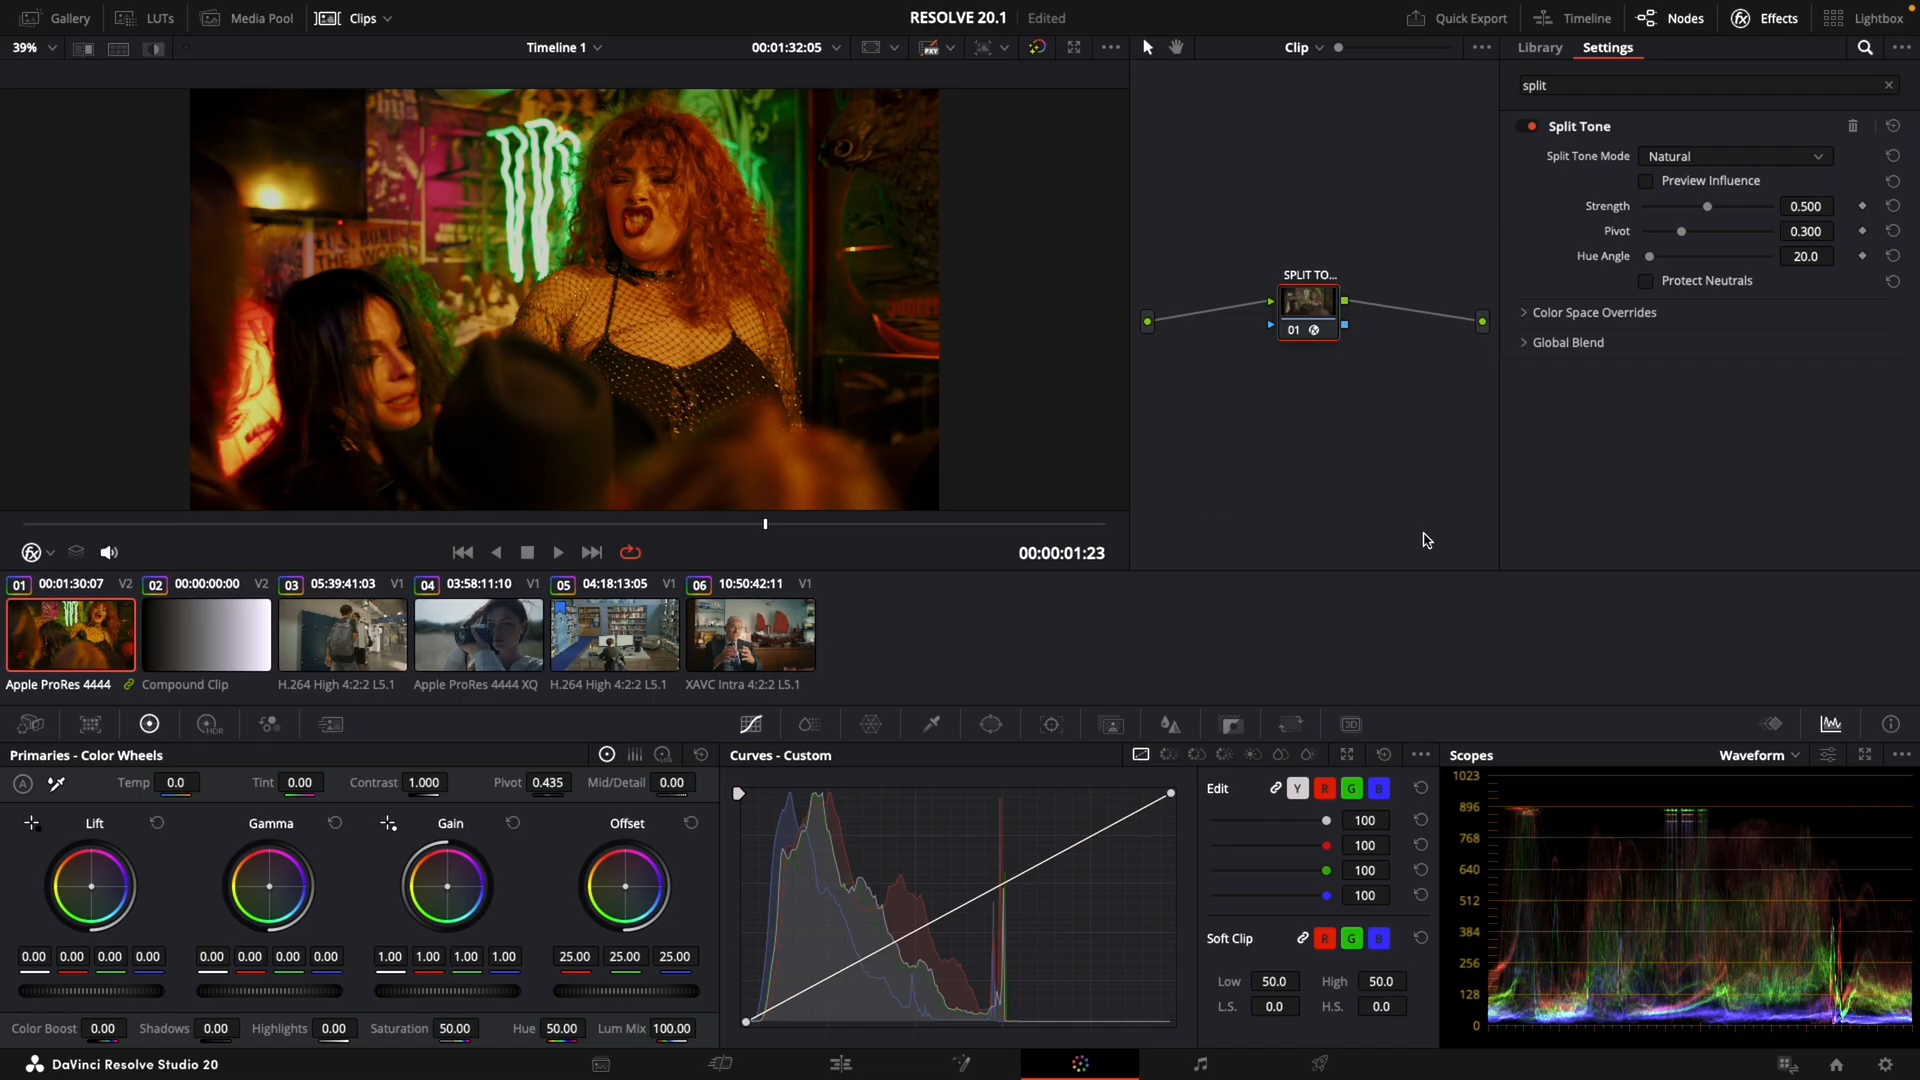 Gallery
LUTs
Media Pool
Clips
RESOLVE 20.1
Edited
Quick Export
Timeline
Nodes
Effects
Lightbox
39%
Timeline 1
00:01:32:05
Clip
Library
Settings
split
Split Tone
Split Tone Mode
Natural
Preview Influence
Strength
0.500
Pivot
0.300
Hue Angle
20.0
Protect Neutrals
Color Space Overrides
Global Blend
SPLIT TO...
01
U.S. BOMBS
THE WORLD
00:00:01:23
01 00:01:30:07 V2
02 00:00:00:00 V2
03 05:39:41:03 V1
04 03:58:11:10 V1
05 04:18:13:05 V1
06 10:50:42:11 V1
Apple ProRes 4444
Compound Clip
H.264 High 4:2:2 L5.1
Apple ProRes 4444 XQ
H.264 High 4:2:2 L5.1
XAVC Intra 4:2:2 L5.1
HDR
3D
Primaries - Color Wheels
LOG
A
Temp 0.0
Tint 0.00
Contrast 1.000
Pivot 0.435
Mid/Detail 0.00
Lift
Gamma
Gain
Offset
0.00 0.00 0.00 0.00
0.00 0.00 0.00 0.00
1.00 1.00 1.00 1.00
25.00 25.00 25.00
Color Boost 0.00
Shadows 0.00
Highlights 0.00
Saturation 50.00
Hue 50.00
Lum Mix 100.00
Curves - Custom
Edit
Y R G B
100
100
100
100
Soft Clip
R G B
Low 50.0
High 50.0
L.S. 0.0
H.S. 0.0
Scopes
Waveform
1023
896
768
640
512
384
256
128
0
DaVinci Resolve Studio 20